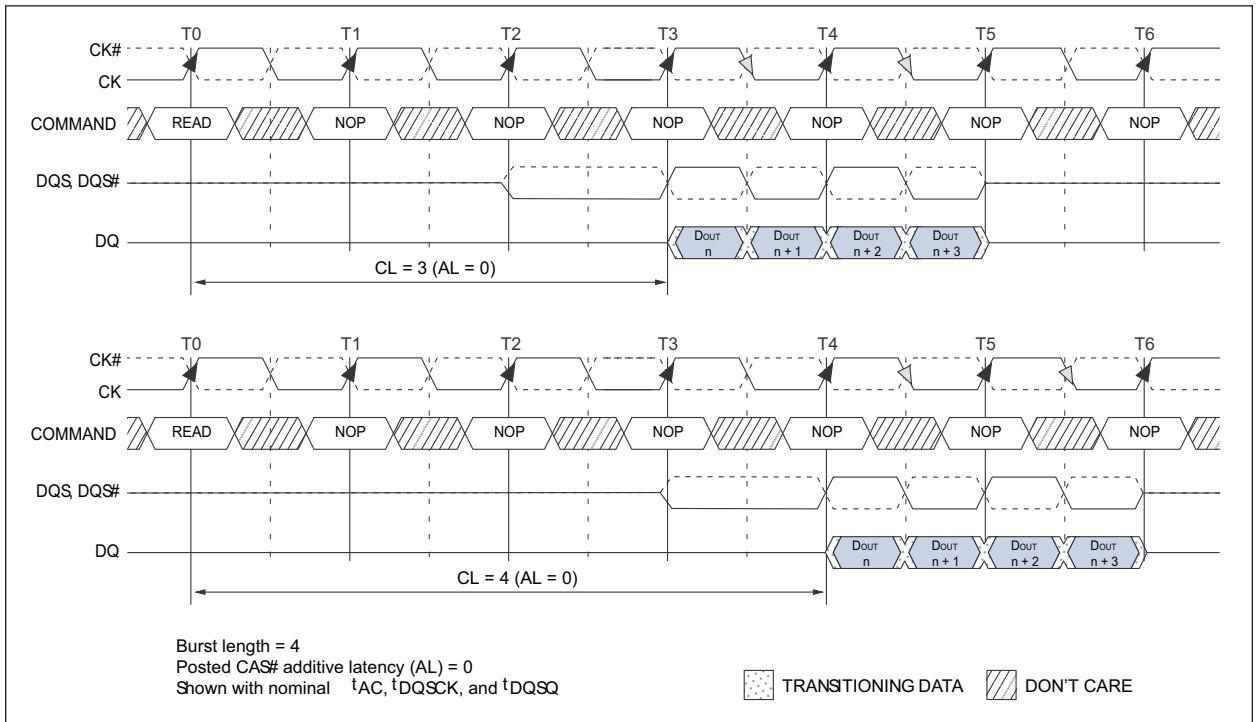 T0 T1 T2 T3 T4 T5 T6
CK#
CK
COMMAND READ NOP NOP NOP NOP NOP NOP
DQS, DQS#
DQ DOUT n DOUT n + 1 DOUT n + 2 DOUT n + 3
CL = 3 (AL = 0)
T0 T1 T2 T3 T4 T5 T6
CK#
CK
COMMAND READ NOP NOP NOP NOP NOP NOP
DQS, DQS#
DQ DOUT n DOUT n + 1 DOUT n + 2 DOUT n + 3
CL = 4 (AL = 0)
Burst length = 4
Posted CAS# additive latency (AL) = 0
Shown with nominal tAC, tDQSCK, and tDQSQ
TRANSITIONING DATA DON'T CARE